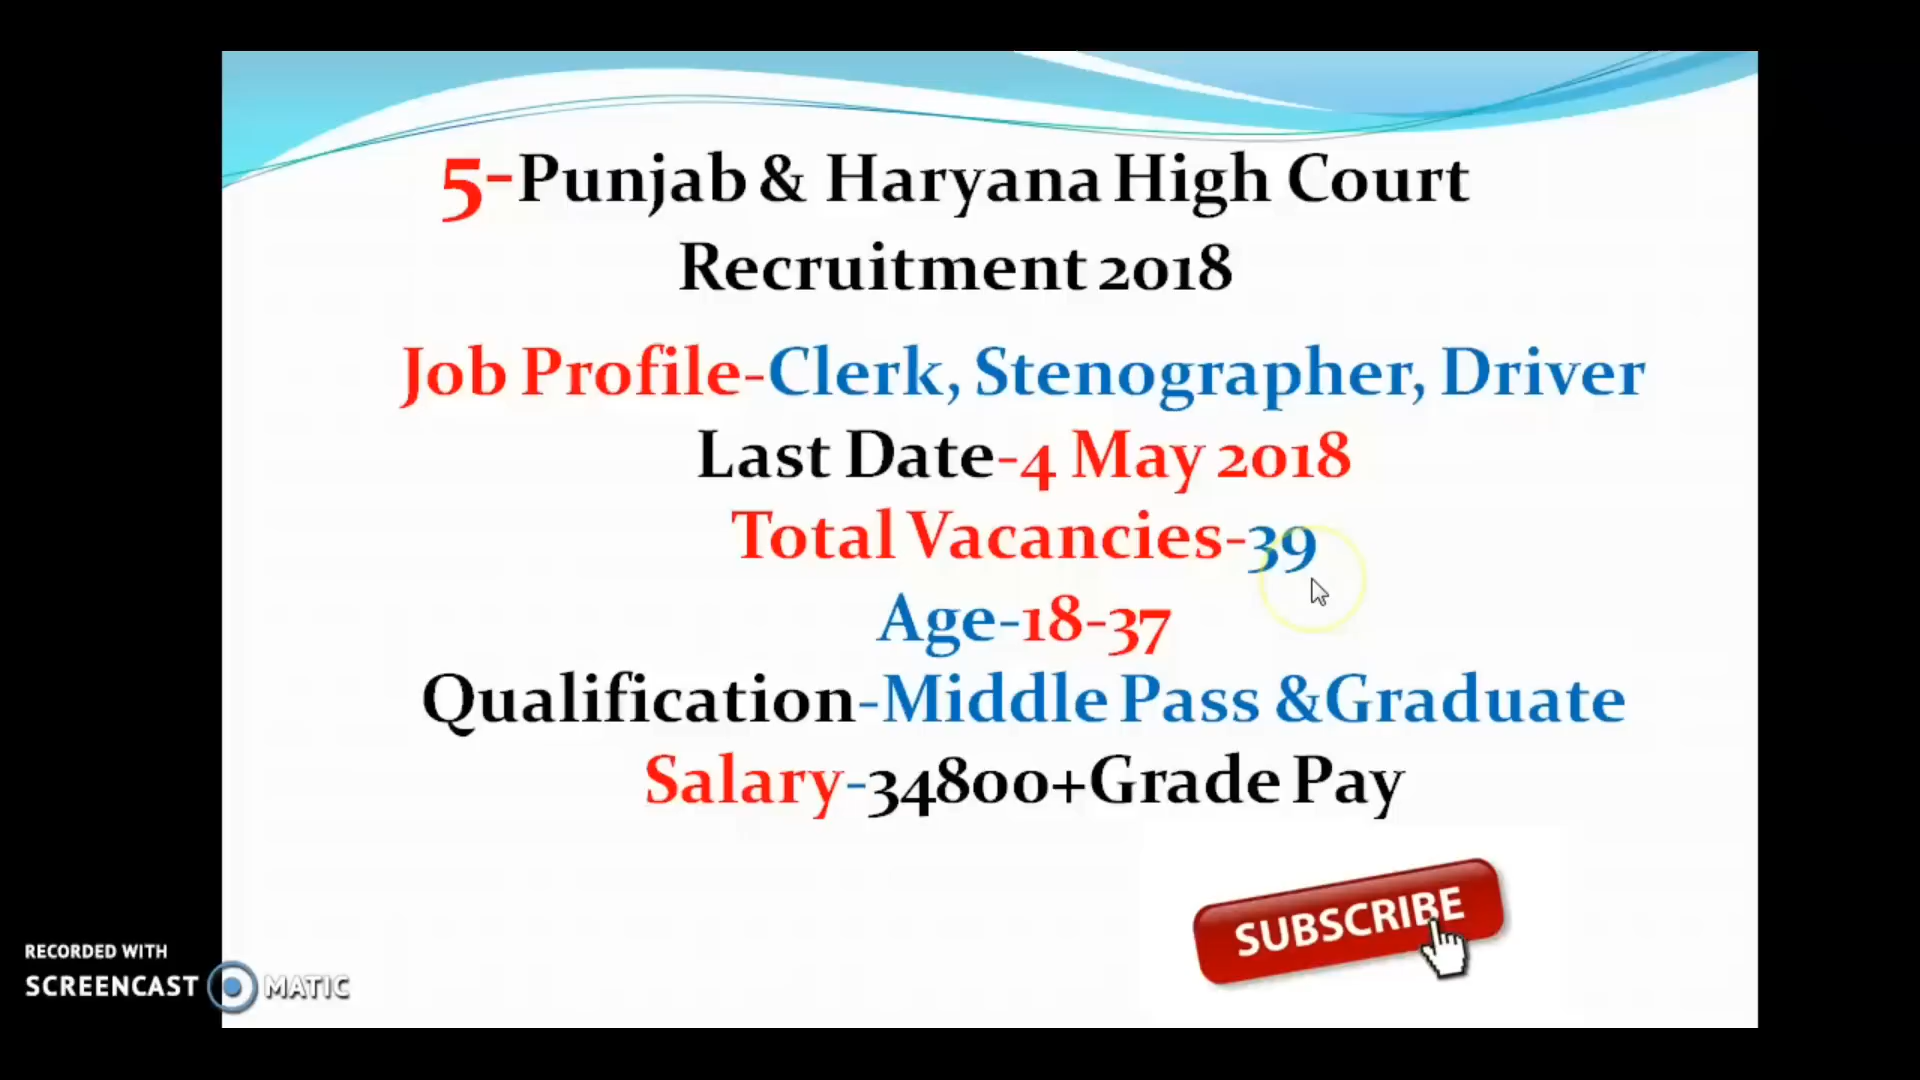 5-Punjab & Haryana High Court
Recruitment 2018
Job Profile-Clerk, Stenographer, Driver
Last Date-4 May 2018
Total Vacancies-39
Age-18-37
Qualification-Middle Pass &Graduate
Salary-34800+Grade Pay
SUBSCRIBE
RECORDED WITH
SCREENCAST MATIC